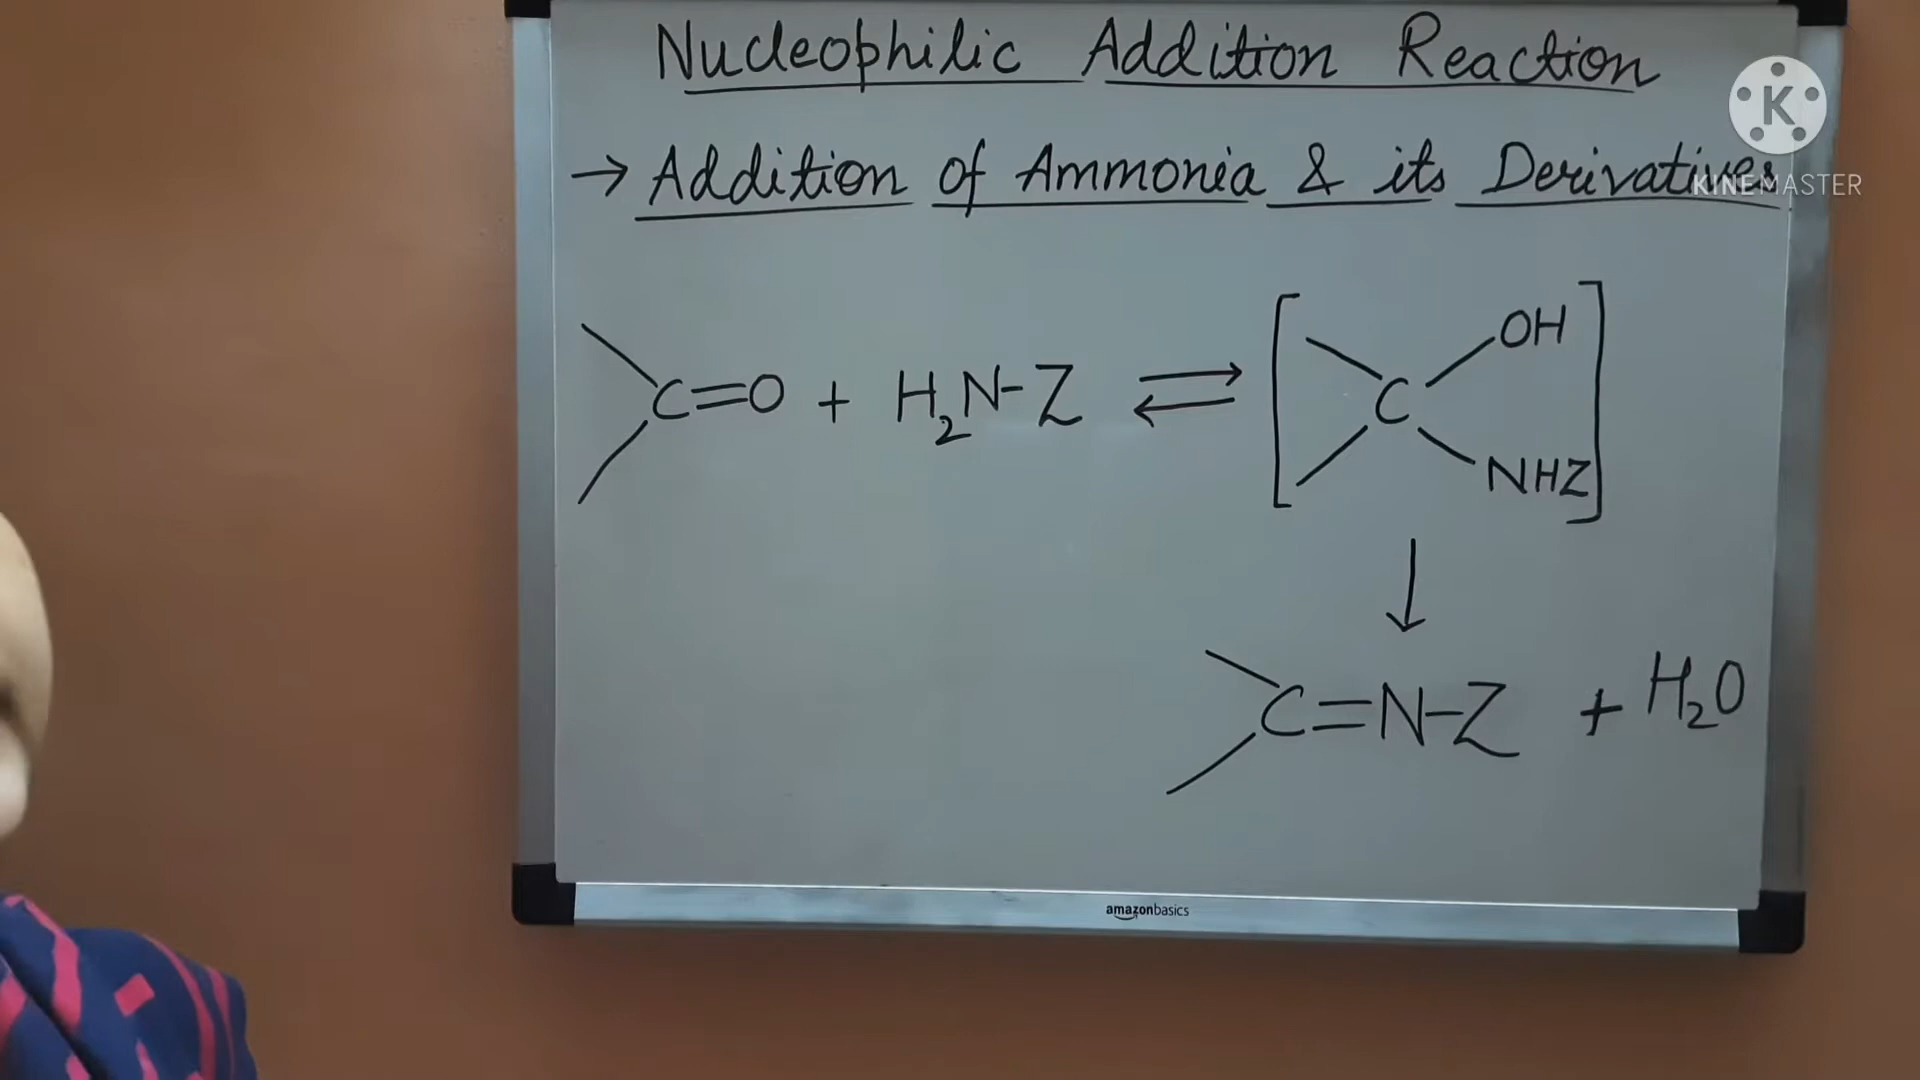 Nucleophilic Addition Reaction
K
→ Addition of Ammonia & its Derivatives
KINEMASTER
C=O + H₂N-Z ⇌ [C OH NHZ]
↓
C=N-Z + H₂O
amazonbasics